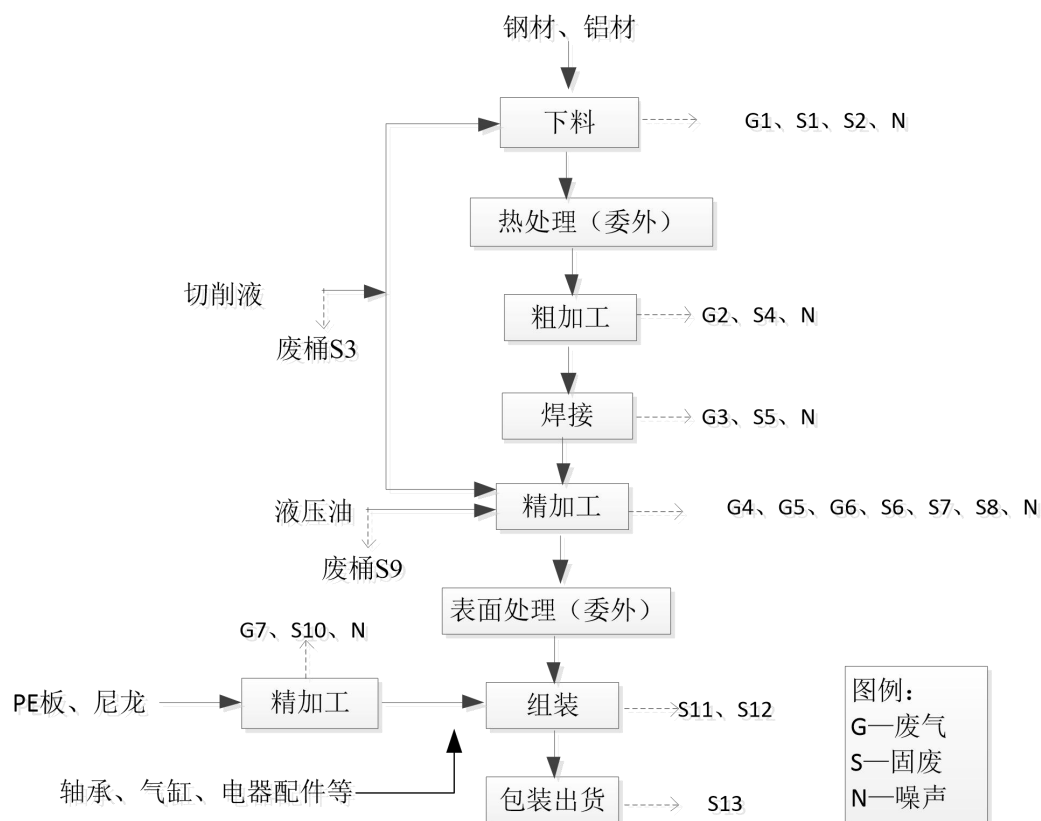 钢材、铝材
下料
G1、S1、S2、N
热处理（委外）
切削液
废桶S3
粗加工
G2、S4、N
焊接
G3、S5、N
精加工
G4、G5、G6、S6、S7、S8、N
液压油
废桶S9
表面处理（委外）
G7、S10、N
PE板、尼龙
精加工
组装
S11、S12
轴承、气缸、电器配件等
包装出货
S13
图例：
G—废气
S—固废
N—噪声